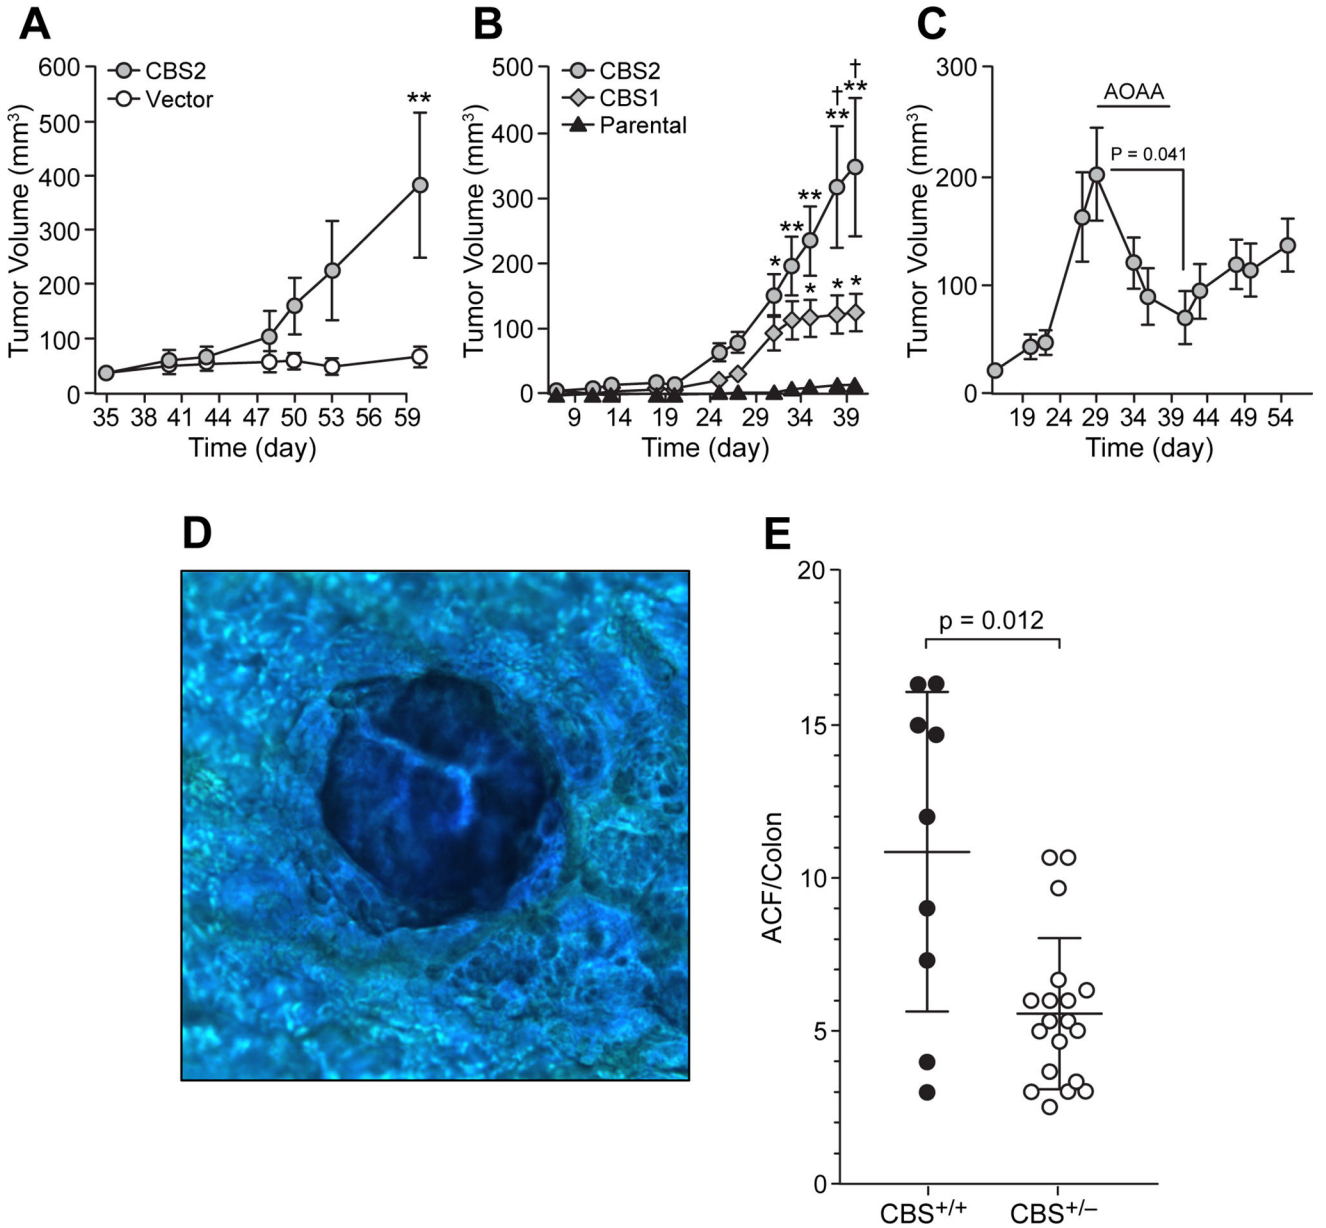 A
Tumor Volume (mm³)
600
500
400
300
200
100
0
CBS2
Vector
**
35 38 41 44 47 50 53 56 59
Time (day)
B
Tumor Volume (mm³)
500
400
300
200
100
0
CBS2
CBS1
Parental
* ** ** † ** † **
* * *
9 14 19 24 29 34 39
Time (day)
C
Tumor Volume (mm³)
300
200
100
0
AOAA
P = 0.041
19 24 29 34 39 44 49 54
Time (day)
D
E
ACF/Colon
20
15
10
5
0
p = 0.012
CBS+/+ CBS+/–